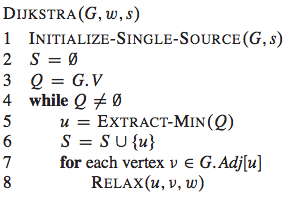 DIJKSTRA(G, w, s)
1 INITIALIZE-SINGLE-SOURCE(G, s)
2 S = ∅
3 Q = G.V
4 while Q ≠ ∅
5 u = EXTRACT-MIN(Q)
6 S = S ∪ {u}
7 for each vertex v ∈ G.Adj[u]
8 RELAX(u, v, w)